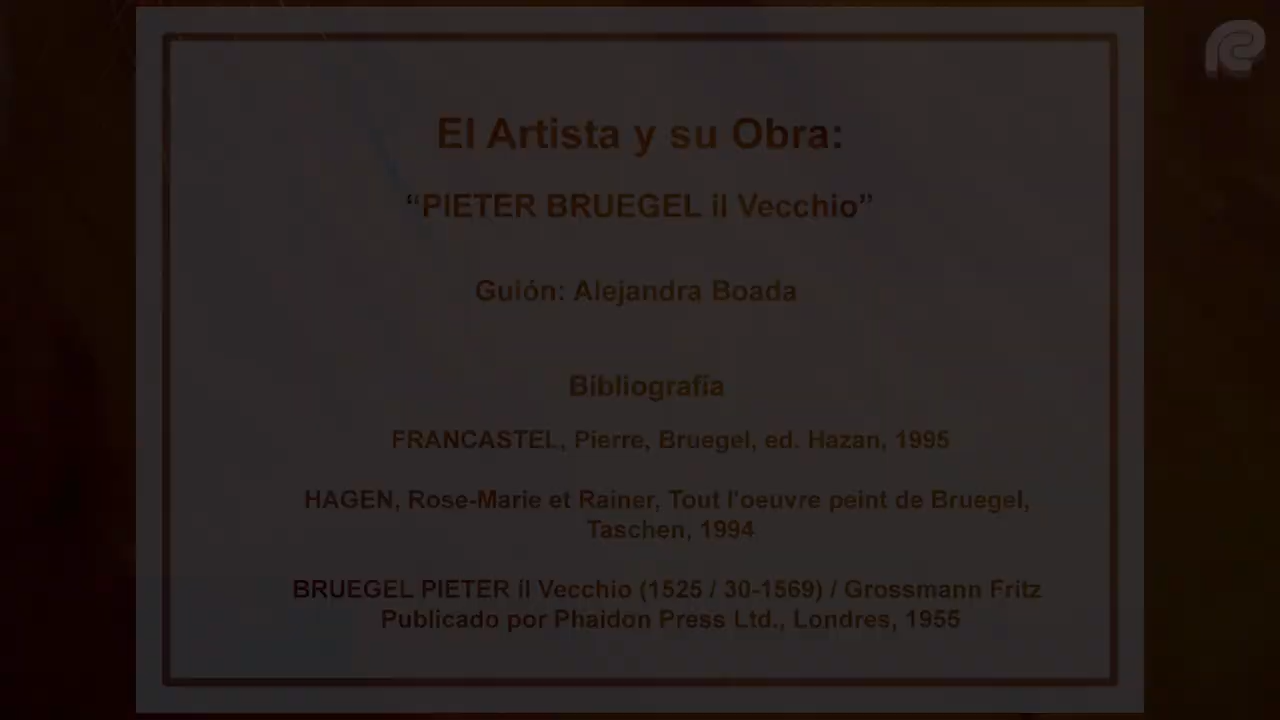 El Artista y su Obra:
“PIETER BRUEGEL il Vecchio”
Guión: Alejandra Boada
Bibliografía
FRANCASTEL, Pierre, Bruegel, ed. Hazan, 1995
HAGEN, Rose-Marie et Rainer, Tout l'oeuvre peint de Bruegel,
Taschen, 1994
BRUEGEL PIETER il Vecchio (1525 / 30-1569) / Grossmann Fritz
Publicado por Phaidon Press Ltd., Londres, 1955